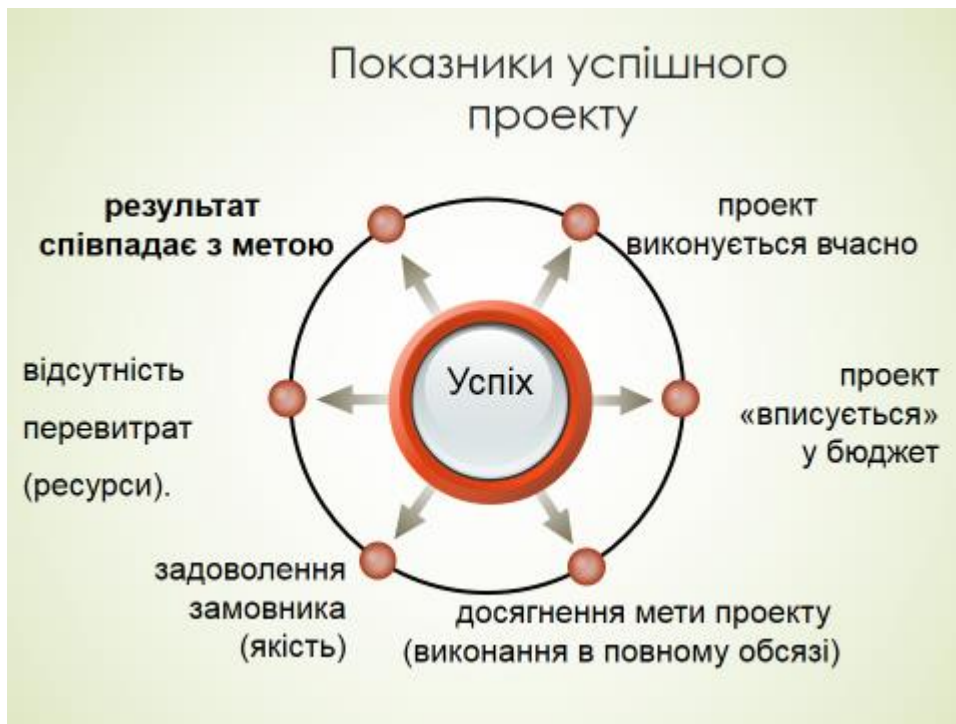 Показники успішного
проекту
результат
співпадає з метою
проект
виконується вчасно
відсутність
перевитрат
(ресурси).
Успіх
проект
«вписується»
у бюджет
задоволення
замовника
(якість)
досягнення мети проекту
(виконання в повному обсязі)